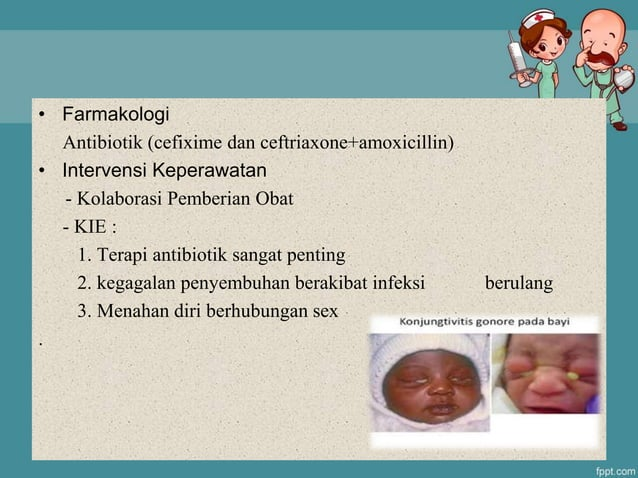 • Farmakologi
Antibiotik (cefixime dan ceftriaxone+amoxicillin)
• Intervensi Keperawatan
- Kolaborasi Pemberian Obat
- KIE :
1. Terapi antibiotik sangat penting
2. kegagalan penyembuhan berakibat infeksi berulang
3. Menahan diri berhubungan sex
.
Konjungtivitis gonore pada bayi
fppt.com